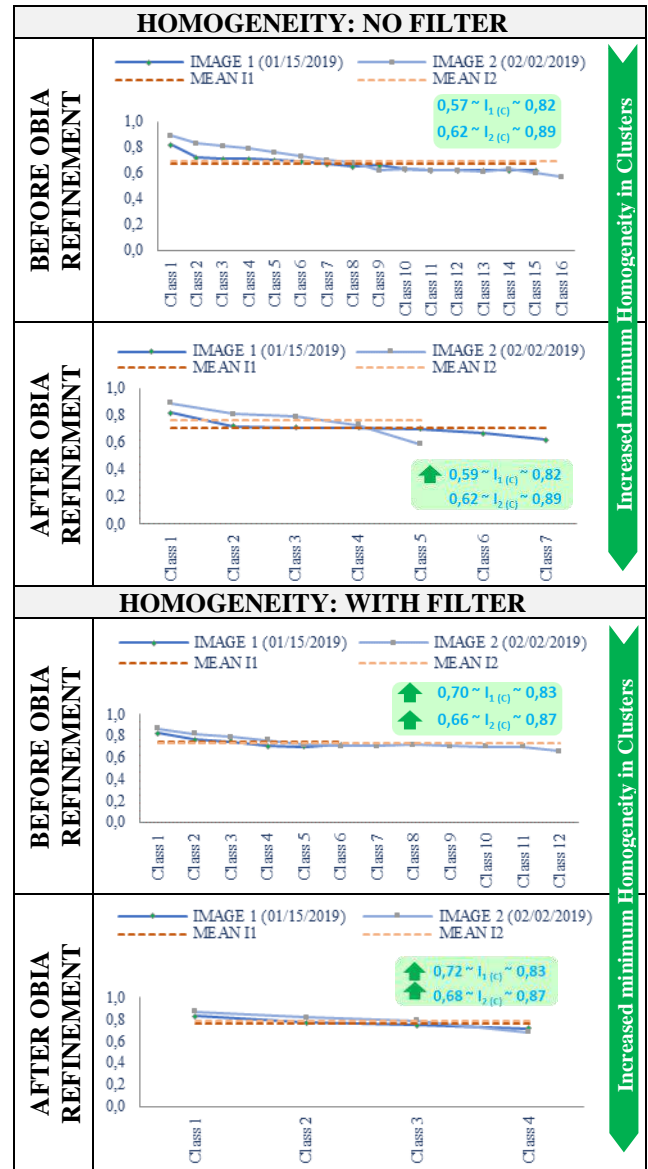 HOMOGENEITY: NO FILTER
BEFORE OBIA
REFINEMENT
IMAGE 1 (01/15/2019) IMAGE 2 (02/02/2019)
MEAN I1 MEAN I2
0,57 ~ I1 (C) ~ 0,82
0,62 ~ I2 (C) ~ 0,89
1,0
0,8
0,6
0,4
0,2
0,0
Class 1 Class 2 Class 3 Class 4 Class 5 Class 6 Class 7 Class 8 Class 9 Class 10 Class 11 Class 12 Class 13 Class 14 Class 15 Class 16
AFTER OBIA
REFINEMENT
IMAGE 1 (01/15/2019) IMAGE 2 (02/02/2019)
MEAN I1 MEAN I2
1,0
0,8
0,6
0,4
0,2
0,0
0,59 ~ I1 (C) ~ 0,82
0,62 ~ I2 (C) ~ 0,89
Class 1 Class 2 Class 3 Class 4 Class 5 Class 6 Class 7
Increased minimum Homogeneity in Clusters
HOMOGENEITY: WITH FILTER
BEFORE OBIA
REFINEMENT
IMAGE 1 (01/15/2019) IMAGE 2 (02/02/2019)
MEAN I1 MEAN I2
0,70 ~ I1 (C) ~ 0,83
0,66 ~ I2 (C) ~ 0,87
1,0
0,8
0,6
0,4
0,2
0,0
Class 1 Class 2 Class 3 Class 4 Class 5 Class 6 Class 7 Class 8 Class 9 Class 10 Class 11 Class 12
AFTER OBIA
REFINEMENT
IMAGE 1 (01/15/2019) IMAGE 2 (02/02/2019)
MEAN I1 MEAN I2
0,72 ~ I1 (C) ~ 0,83
0,68 ~ I2 (C) ~ 0,87
1,0
0,8
0,6
0,4
0,2
0,0
Class 1 Class 2 Class 3 Class 4
Increased minimum Homogeneity in Clusters